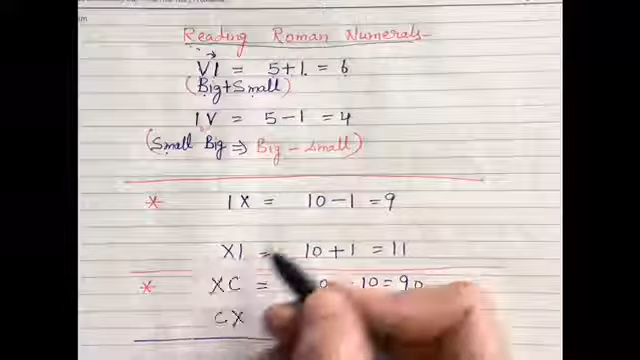 Reading Roman Numerals
VI = 5+1 = 6
(Big+Small)
IV = 5-1 = 4
(Small Big ⇒ Big - Small)
* IX = 10-1 = 9
XI = 10+1 = 11
* XC = 10 = 90
CX